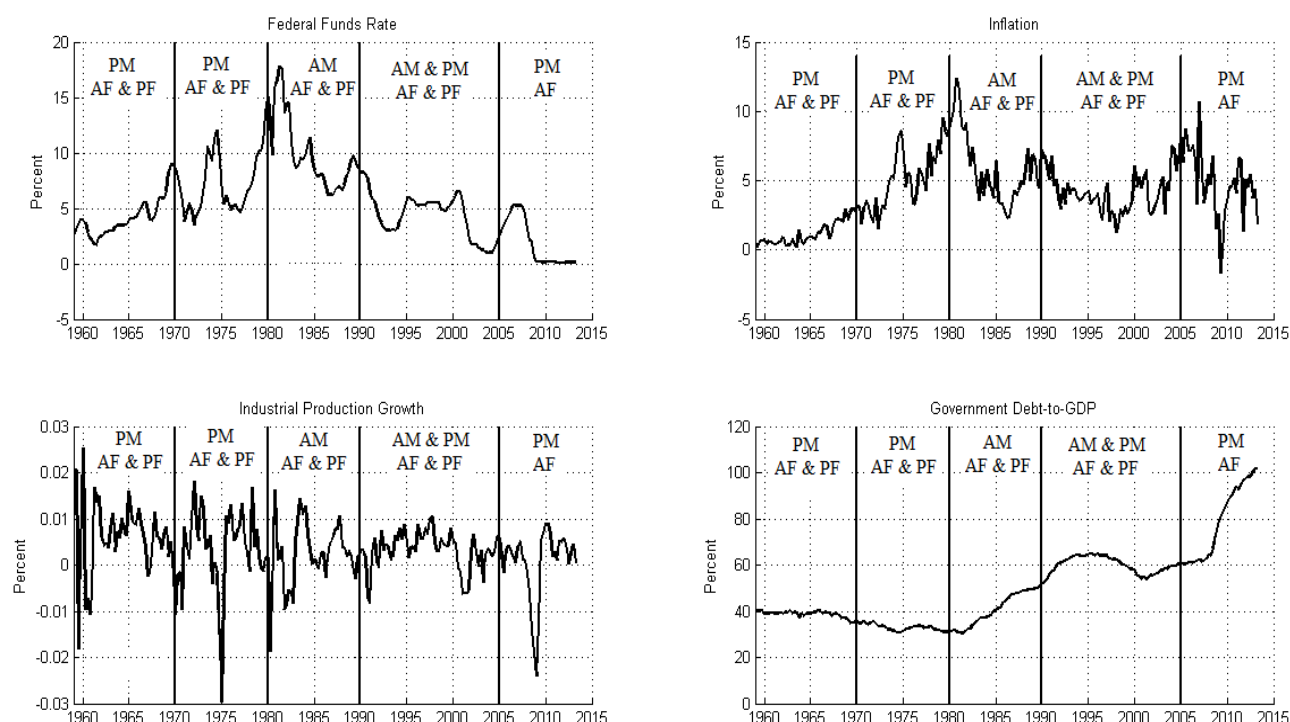 Federal Funds Rate
20
15
10
5
0
-5
Percent
PM
AF & PF
PM
AF & PF
AM
AF & PF
AM & PM
AF & PF
PM
AF
1960 1965 1970 1975 1980 1985 1990 1995 2000 2005 2010 2015
Inflation
15
10
5
0
-5
Percent
PM
AF & PF
PM
AF & PF
AM
AF & PF
AM & PM
AF & PF
PM
AF
1960 1965 1970 1975 1980 1985 1990 1995 2000 2005 2010 2015
Industrial Production Growth
0.03
0.02
0.01
0
-0.01
-0.02
-0.03
Percent
PM
AF & PF
PM
AF & PF
AM
AF & PF
AM & PM
AF & PF
PM
AF
1960 1965 1970 1975 1980 1985 1990 1995 2000 2005 2010 2015
Government Debt-to-GDP
120
100
80
60
40
20
0
Percent
PM
AF & PF
PM
AF & PF
AM
AF & PF
AM & PM
AF & PF
PM
AF
1960 1965 1970 1975 1980 1985 1990 1995 2000 2005 2010 2015